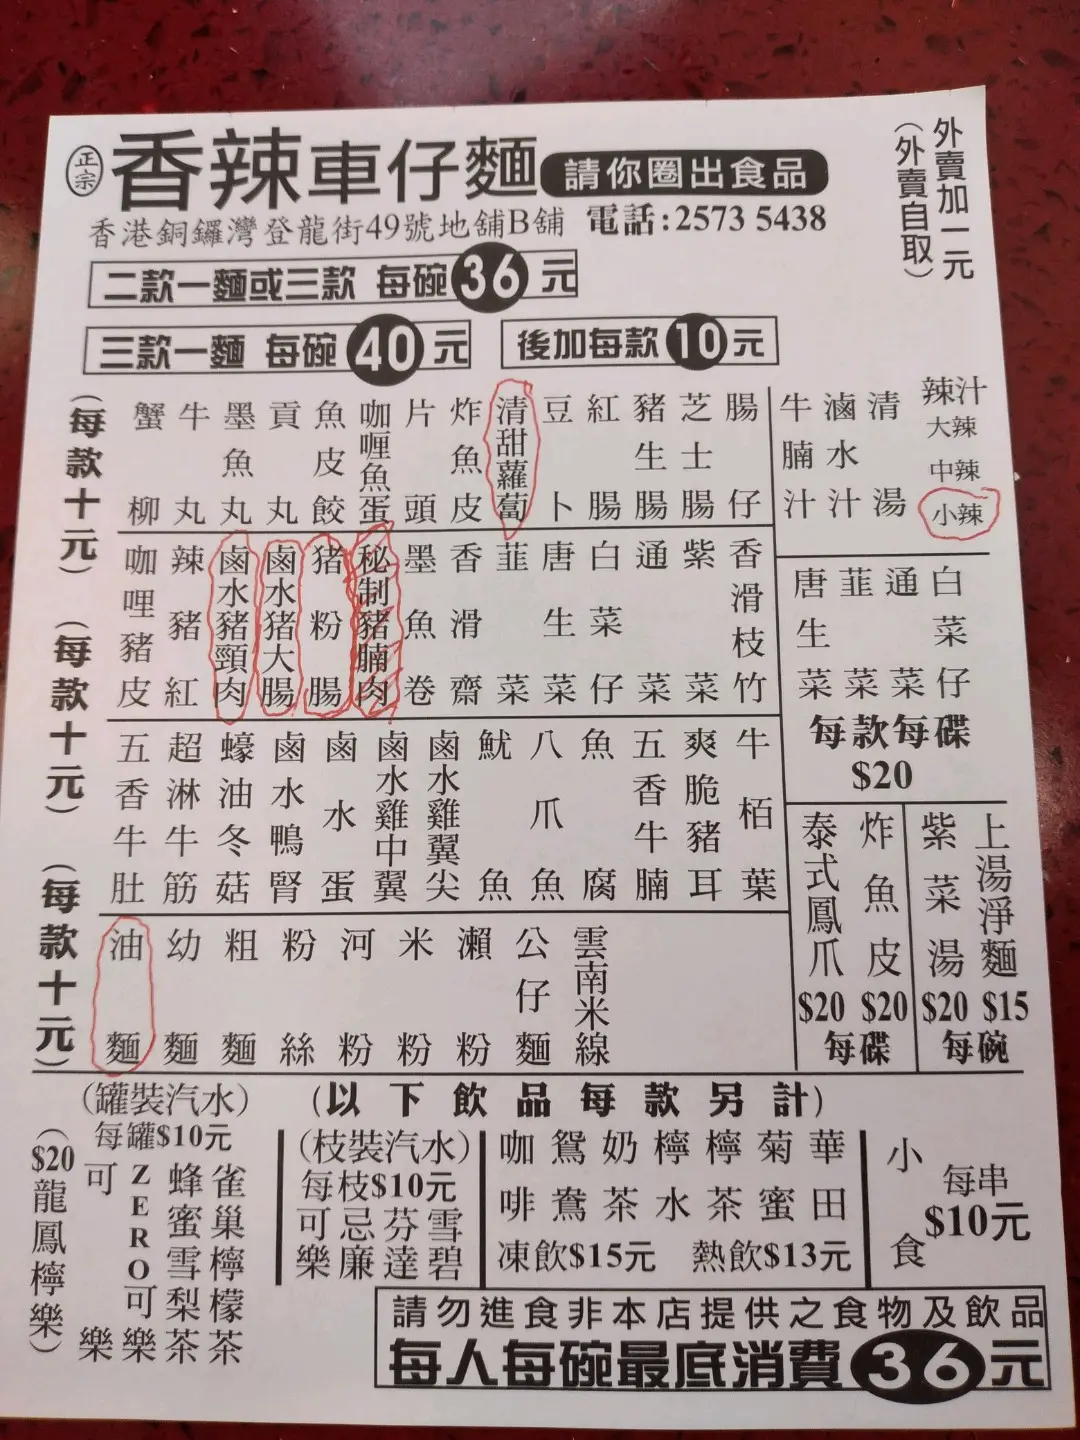 正宗 香辣車仔麵 請你圈出食品
香港銅鑼灣登龍街49號地舖B舖 電話:2573 5438
外賣加一元
(外賣自取)
二款一麵或三款 每碗36元
三款一麵 每碗40元 後加每款10元
(每款十元)
蟹柳
牛丸
墨魚丸
貢丸
魚皮餃
咖喱魚蛋
片頭
炸魚皮
清甜蘿蔔
豆卜
紅腸
豬生腸
芝士腸
腸仔
(每款十元)
咖哩豬皮
辣豬紅
鹵水豬頸肉
鹵水猪大腸
猪粉腸
秘制豬腩肉
墨魚卷
香滑齋
韮菜
唐生菜
白菜仔
通菜
紫菜
香滑枝竹
(每款十元)
五香牛肚
超淋牛筋
蠔油冬菇
鹵水鴨腎
鹵水蛋
鹵水雞中翼
鹵水雞翼尖
魷魚
八爪魚
魚腐
五香牛腩
爽脆豬耳
牛栢葉
油麵
幼麵
粗麵
粉絲
河粉
米粉
瀨粉
公仔麵
雲南米線
牛腩汁
滷水汁
清湯
辣汁
大辣
中辣
小辣
唐生菜
韮菜
通菜
白菜仔
每款每碟
$20
泰式鳳爪 $20
炸魚皮 $20
每碟
紫菜湯 $20
上湯淨麵 $15
每碗
(罐裝汽水)
每罐$10元
($20龍鳳檸樂)
可樂
ZERO可樂
蜂蜜雪梨茶
雀巢檸檬茶
(以下飲品每款另計)
(枝裝汽水)
每枝$10元
可樂
忌廉
芬達
雪碧
咖啡
鴛鴦
奶茶
檸水
檸茶
菊蜜
華田
凍飲$15元 熱飲$13元
小食
每串
$10元
請勿進食非本店提供之食物及飲品
每人每碗最底消費36元